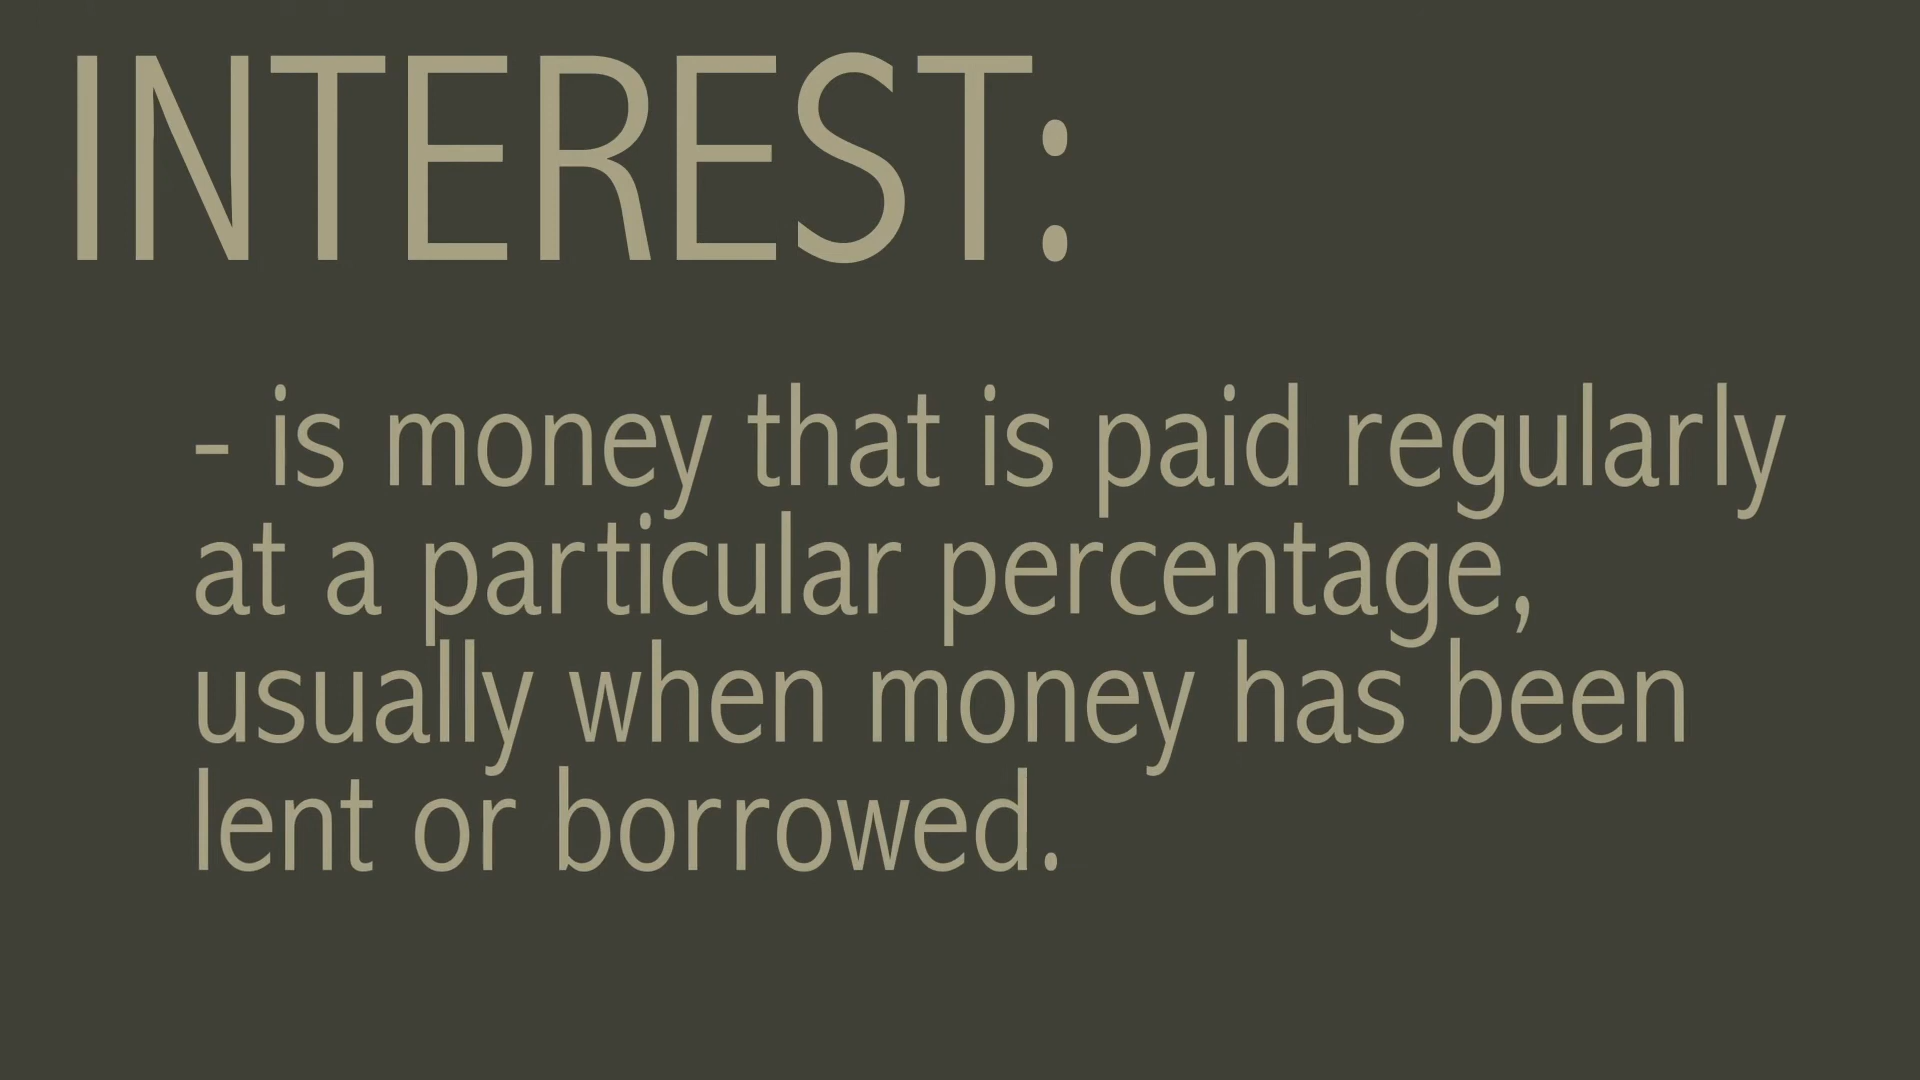 INTEREST:
- is money that is paid regularly
at a particular percentage,
usually when money has been
lent or borrowed.